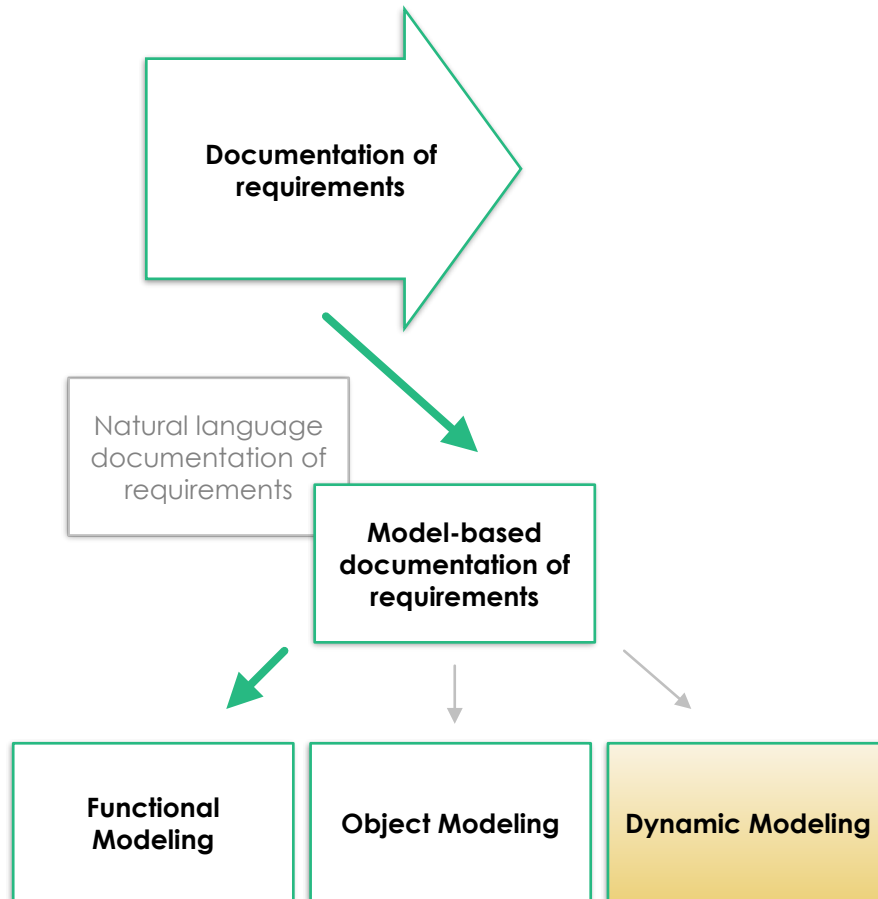 Documentation of
requirements
Natural language
documentation of
requirements
Model-based
documentation of
requirements
Functional
Modeling
Object Modeling
Dynamic Modeling